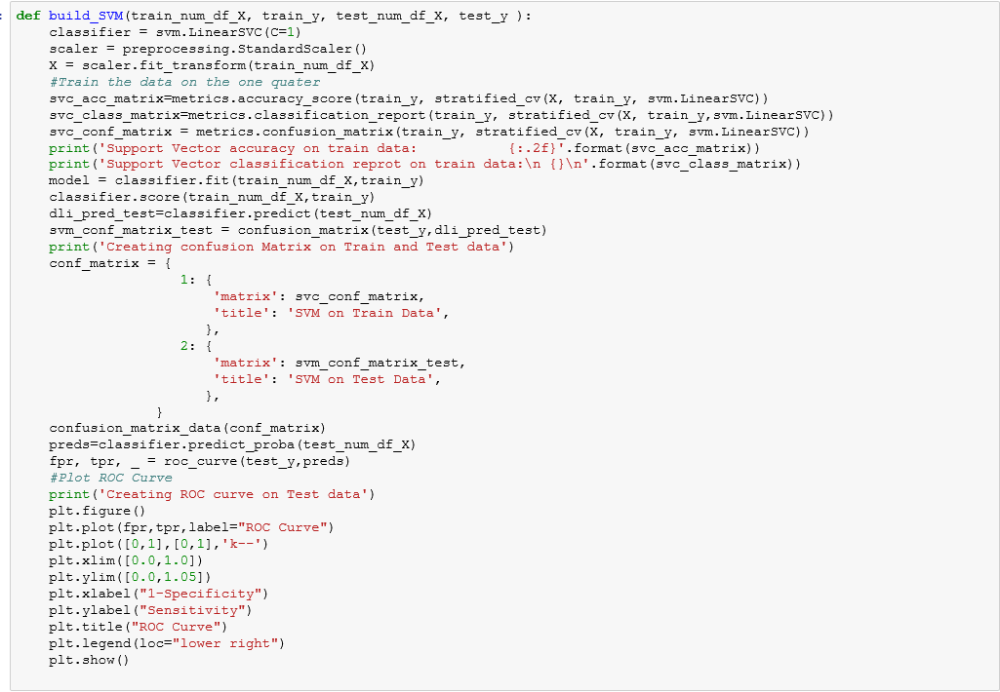 : def build_SVM(train_num_df_X, train_y, test_num_df_X, test_y ):
    classifier = svm.LinearSVC(C=1)
    scaler = preprocessing.StandardScaler()
    X = scaler.fit_transform(train_num_df_X)
    #Train the data on the one quater
    svc_acc_matrix=metrics.accuracy_score(train_y, stratified_cv(X, train_y, svm.LinearSVC))
    svc_class_matrix=metrics.classification_report(train_y, stratified_cv(X, train_y,svm.LinearSVC))
    svc_conf_matrix = metrics.confusion_matrix(train_y, stratified_cv(X, train_y, svm.LinearSVC))
    print('Support Vector accuracy on train data:           {:.2f}'.format(svc_acc_matrix))
    print('Support Vector classification reprot on train data:\n {}\n'.format(svc_class_matrix))
    model = classifier.fit(train_num_df_X,train_y)
    classifier.score(train_num_df_X,train_y)
    dli_pred_test=classifier.predict(test_num_df_X)
    svm_conf_matrix_test = confusion_matrix(test_y,dli_pred_test)
    print('Creating confusion Matrix on Train and Test data')
    conf_matrix = {
                    1: {
                        'matrix': svc_conf_matrix,
                        'title': 'SVM on Train Data',
                       },
                    2: {
                        'matrix': svm_conf_matrix_test,
                        'title': 'SVM on Test Data',
                       },
                 }
    confusion_matrix_data(conf_matrix)
    preds=classifier.predict_proba(test_num_df_X)
    fpr, tpr, _ = roc_curve(test_y,preds)
    #Plot ROC Curve
    print('Creating ROC curve on Test data')
    plt.figure()
    plt.plot(fpr,tpr,label="ROC Curve")
    plt.plot([0,1],[0,1],'k--')
    plt.xlim([0.0,1.0])
    plt.ylim([0.0,1.05])
    plt.xlabel("1-Specificity")
    plt.ylabel("Sensitivity")
    plt.title("ROC Curve")
    plt.legend(loc="lower right")
    plt.show()